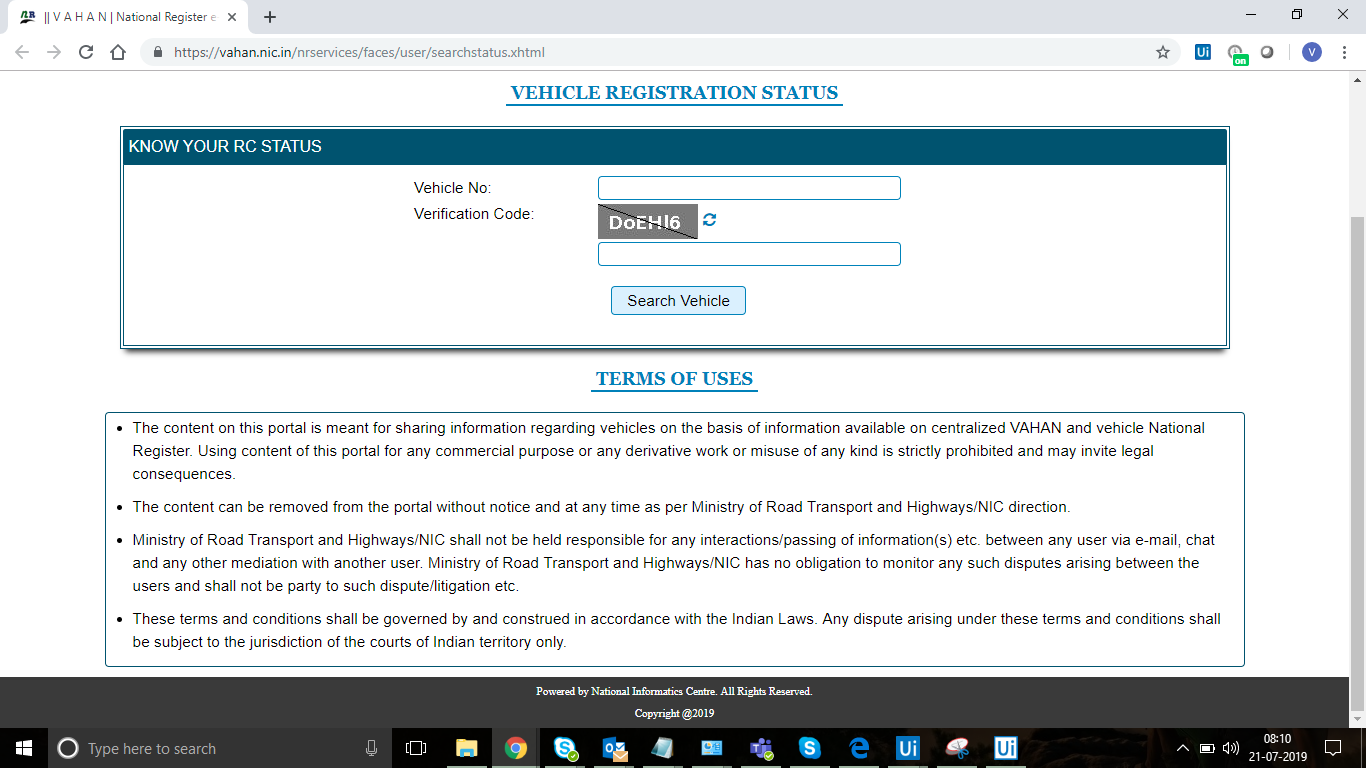 || V A H A N | National Register e
https://vahan.nic.in/nrservices/faces/user/searchstatus.xhtml
Ui
on
V
VEHICLE REGISTRATION STATUS
KNOW YOUR RC STATUS
Vehicle No:
Verification Code:
DoEHl6
Search Vehicle
TERMS OF USES
The content on this portal is meant for sharing information regarding vehicles on the basis of information available on centralized VAHAN and vehicle National
Register. Using content of this portal for any commercial purpose or any derivative work or misuse of any kind is strictly prohibited and may invite legal
consequences.
The content can be removed from the portal without notice and at any time as per Ministry of Road Transport and Highways/NIC direction.
Ministry of Road Transport and Highways/NIC shall not be held responsible for any interactions/passing of information(s) etc. between any user via e-mail, chat
and any other mediation with another user. Ministry of Road Transport and Highways/NIC has no obligation to monitor any such disputes arising between the
users and shall not be party to such dispute/litigation etc.
These terms and conditions shall be governed by and construed in accordance with the Indian Laws. Any dispute arising under these terms and conditions shall
be subject to the jurisdiction of the courts of Indian territory only.
Powered by National Informatics Centre. All Rights Reserved.
Copyright @2019
Type here to search
Ui
Ui
08:10
21-07-2019